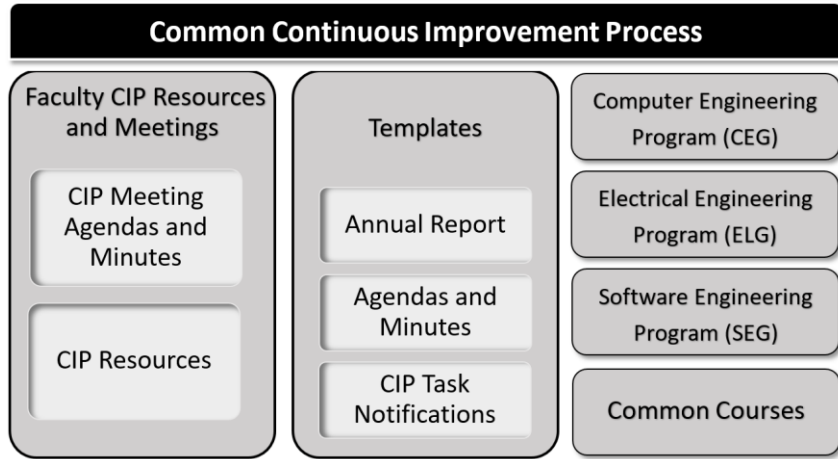 Common Continuous Improvement Process
Faculty CIP Resources
and Meetings
CIP Meeting
Agendas and
Minutes
CIP Resources
Templates
Annual Report
Agendas and
Minutes
CIP Task
Notifications
Computer Engineering
Program (CEG)
Electrical Engineering
Program (ELG)
Software Engineering
Program (SEG)
Common Courses